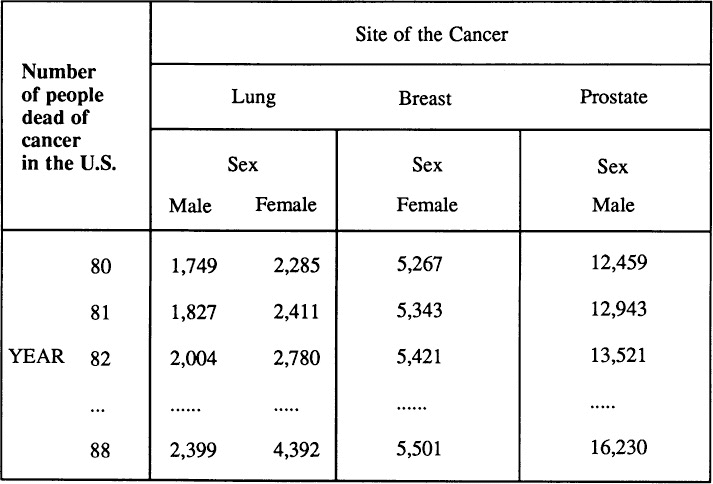 Site of the Cancer
Number
of people
dead of
cancer
in the U.S.
Lung Breast Prostate
Sex Sex Sex
Male Female Female Male
80 1,749 2,285 5,267 12,459
81 1,827 2,411 5,343 12,943
YEAR 82 2,004 2,780 5,421 13,521
... ...... ..... ...... .....
88 2,399 4,392 5,501 16,230